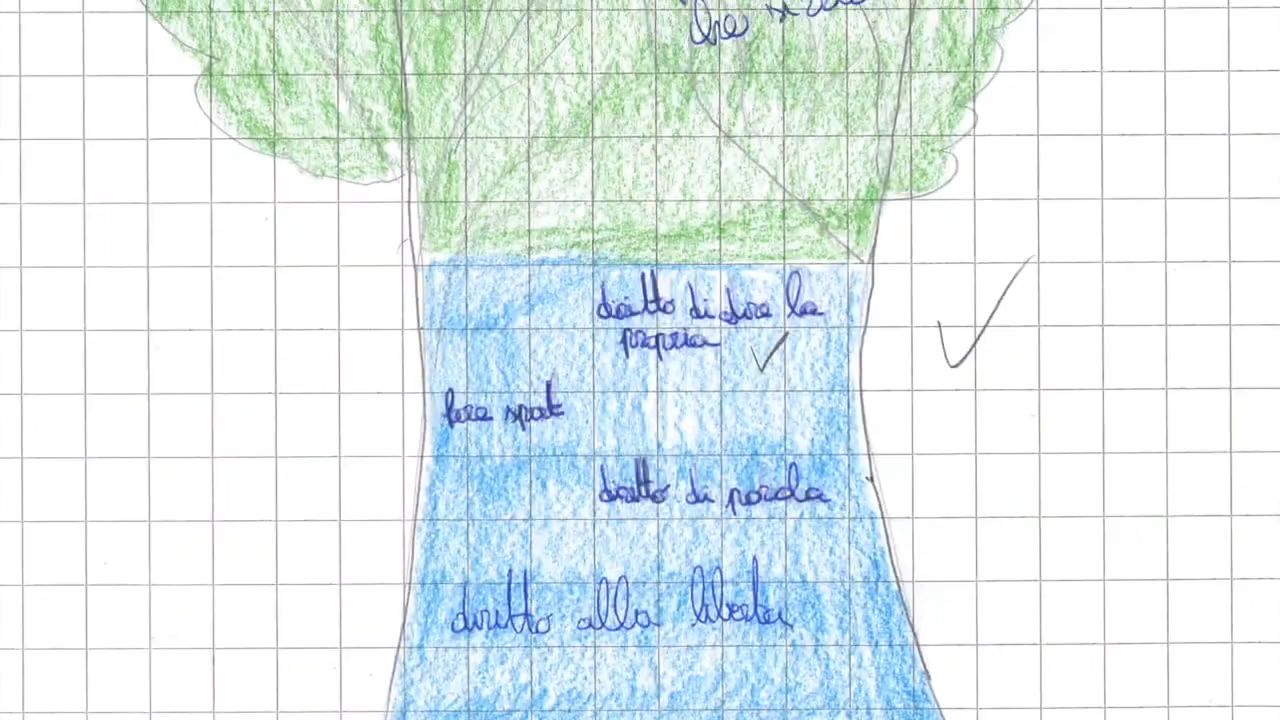 diritto di dire la
propria
fare sport
diritto di parola
diritto alla libertà